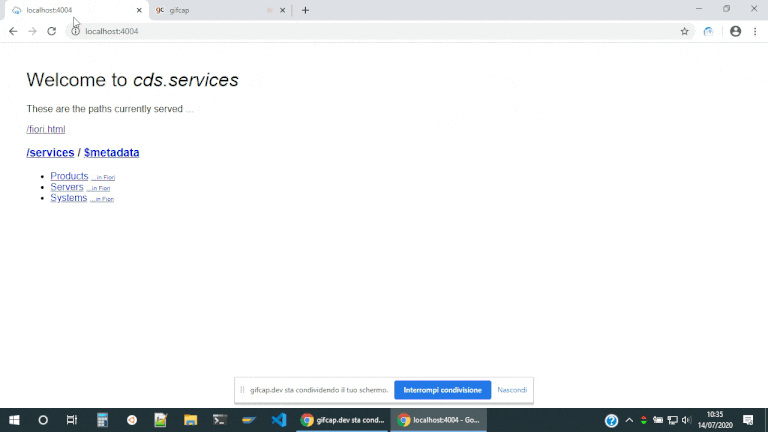 localhost:4004
gifcap
localhost:4004
Welcome to cds.services
These are the paths currently served ...
/fiori.html
/services / $metadata
Products ...in Fiori
Servers ...in Fiori
Systems ...in Fiori
gifcap.dev sta condividendo il tuo schermo.
Interrompi condivisione
Nascondi
gifcap.dev sta cond...
localhost:4004 - Go...
10:35
14/07/2020